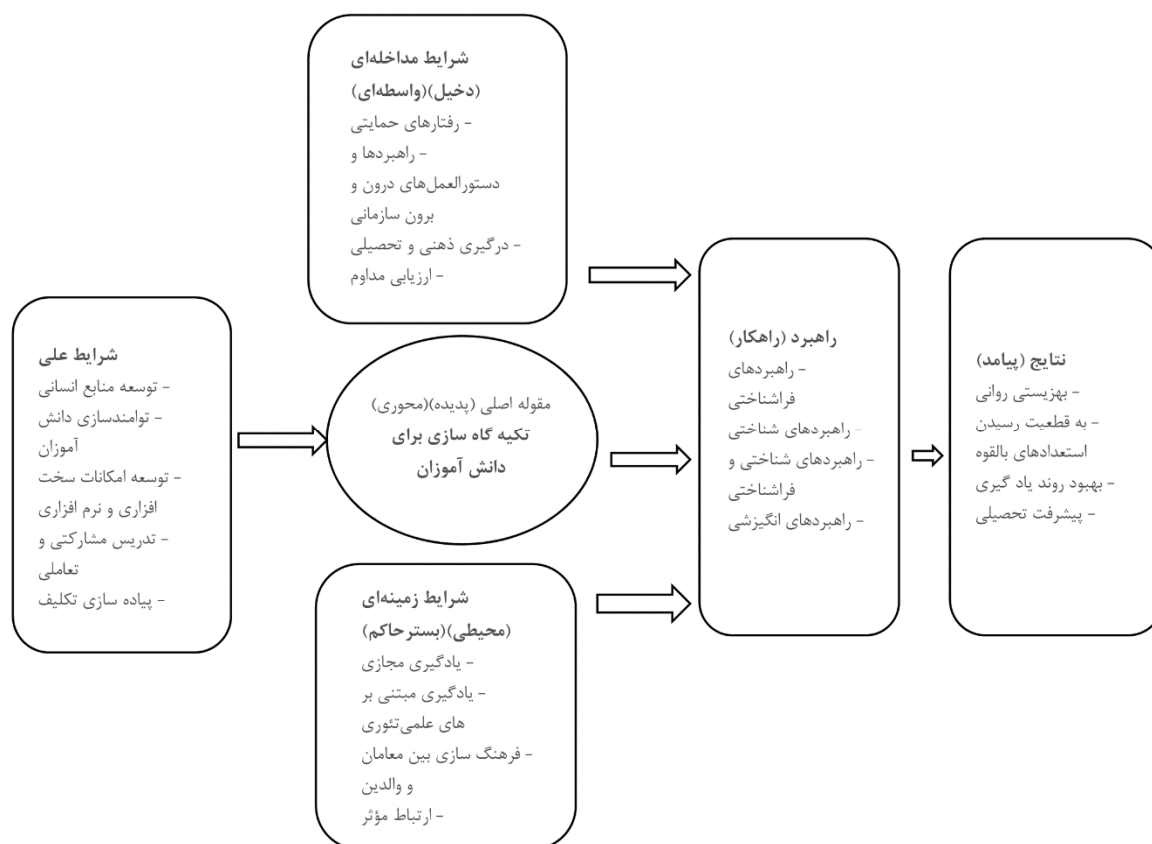 شرایط مداخله‌ای
(دخیل)(واسطه‌ای)
- رفتارهای حمایتی
- راهبردها و
دستورالعمل‌های درون و
برون سازمانی
- درگیری ذهنی و تحصیلی
- ارزیابی مداوم
شرایط علی
- توسعه منابع انسانی
- توامندسازی دانش
آموزان
- توسعه امکانات سخت
افزاری و نرم افزاری
- تدریس مشارکتی و
تعاملی
- پیاده سازی تکلیف
مقوله اصلی (پدیده)(محوری)
تکیه گاه سازی برای
دانش آموزان
شرایط زمینه‌ای
(محیطی)(بسترحاکم)
- یادگیری مجازی
- یادگیری مبتنی بر
های علمی‌تئوری
- فرهنگ سازی بین معامان
و والدین
- ارتباط مؤثر
راهبرد (راهکار)
- راهبردهای
فراشناختی
- راهبردهای شناختی
- راهبردهای شناختی و
فراشناختی
- راهبردهای انگیزشی
نتایج (پیامد)
- بهزیستی روانی
- به قطعیت رسیدن
استعدادهای بالقوه
- بهبود روند یاد گیری
- پیشرفت تحصیلی